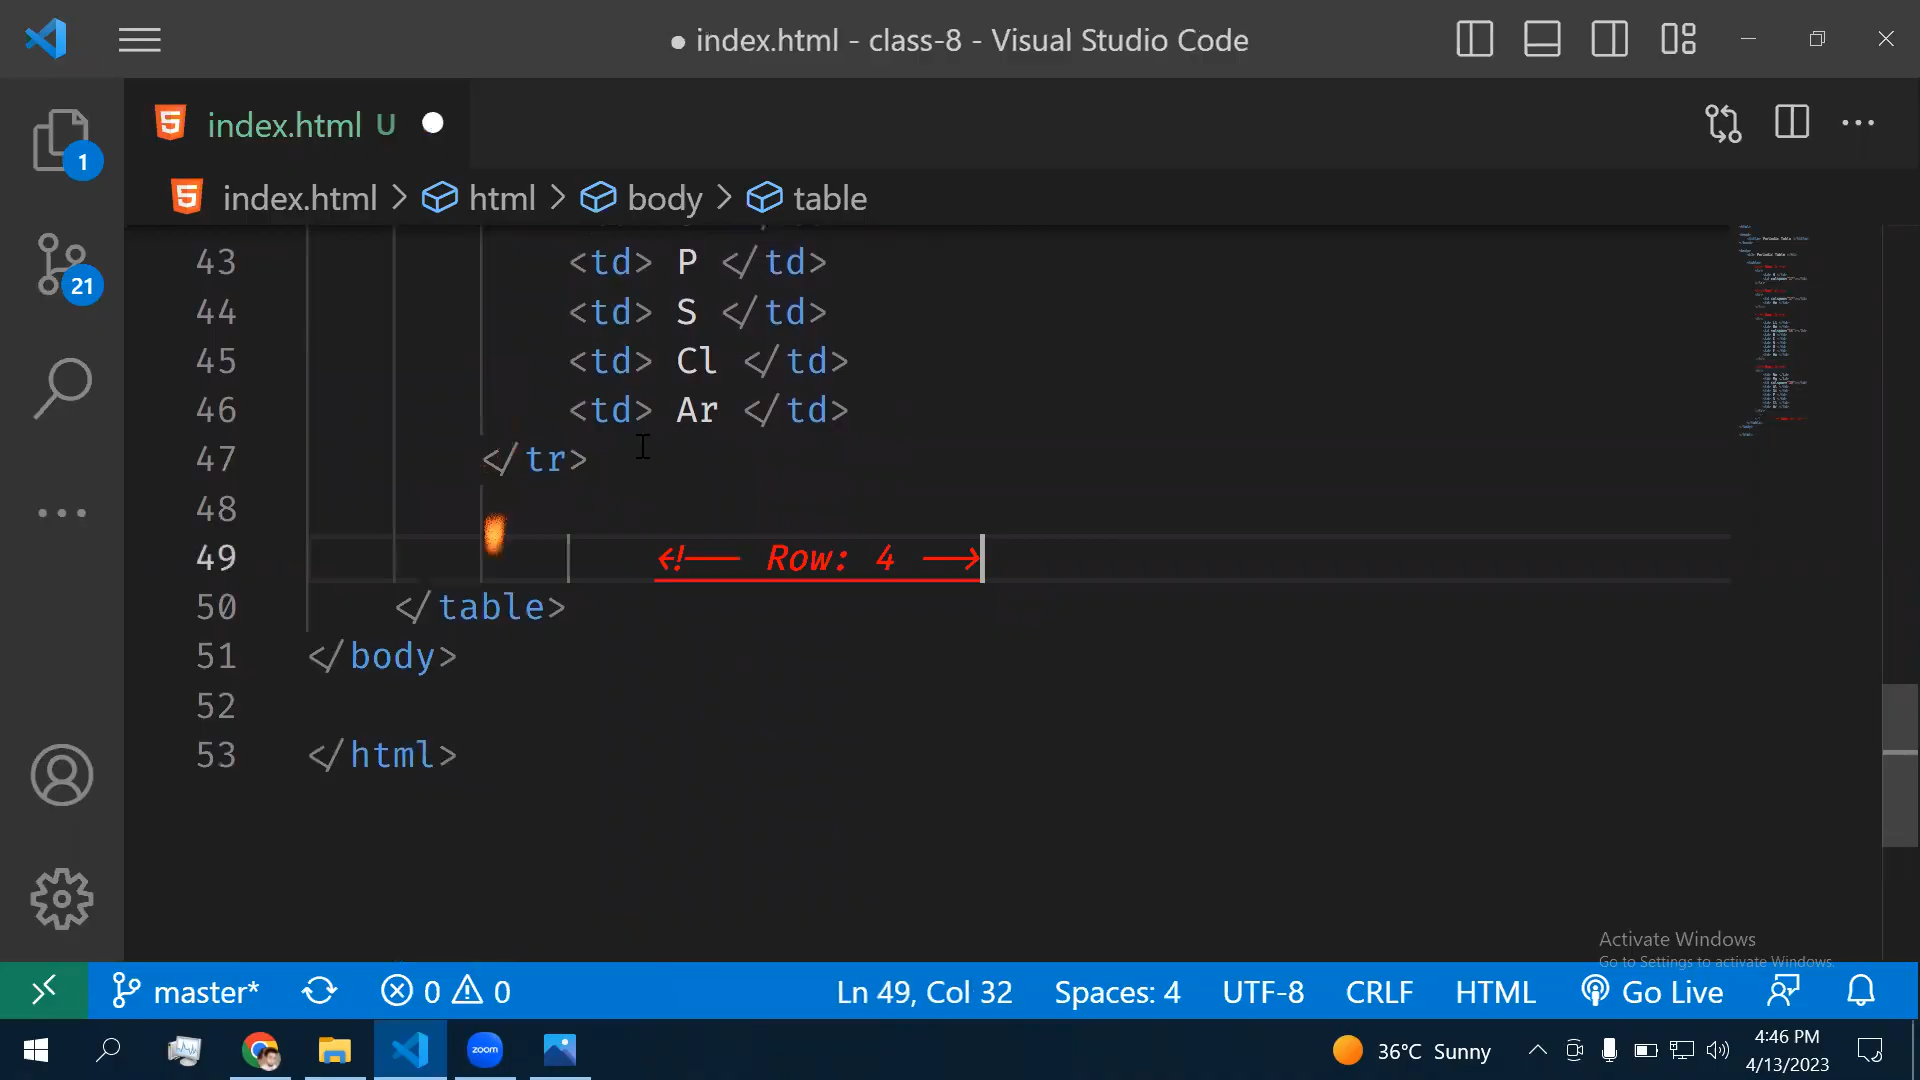 index.html - class-8 - Visual Studio Code
index.html U
index.html > html > body > table
1
21
43 <td> P </td>
44 <td> S </td>
45 <td> Cl </td>
46 <td> Ar </td>
47 </tr>
48
49 <!-- Row: 4 -->
50 </table>
51 </body>
52
53 </html>
Activate Windows
Go to Settings to activate Windows.
master* 0 0 Ln 49, Col 32 Spaces: 4 UTF-8 CRLF HTML Go Live
zoom
36°C Sunny
4:46 PM
4/13/2023